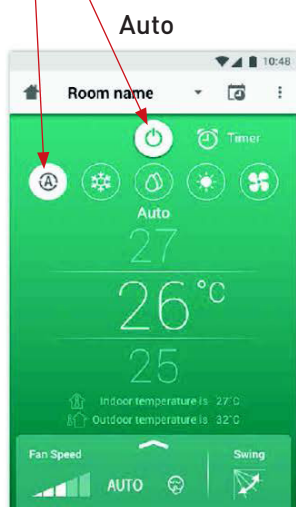 Auto
10:48
Room name
Timer
A
Auto
27
26°C
25
Indoor temperature is 27°C
Outdoor temperature is 32°C
Fan Speed
Swing
AUTO